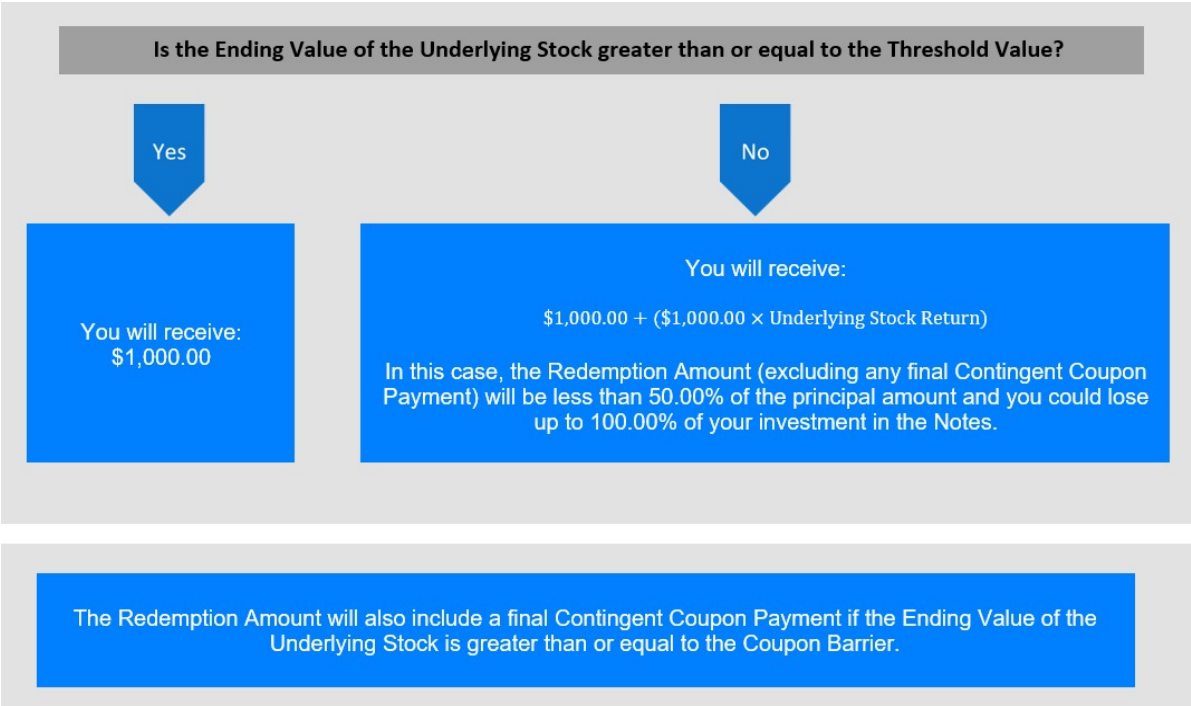 Is the Ending Value of the Underlying Stock greater than or equal to the Threshold Value?
Yes
No
You will receive:
$1,000.00
You will receive:
$1,000.00 + ($1,000.00 × Underlying Stock Return)
In this case, the Redemption Amount (excluding any final Contingent Coupon
Payment) will be less than 50.00% of the principal amount and you could lose
up to 100.00% of your investment in the Notes.
The Redemption Amount will also include a final Contingent Coupon Payment if the Ending Value of the
Underlying Stock is greater than or equal to the Coupon Barrier.